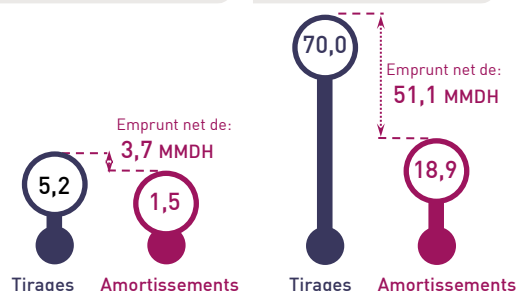 70,0
Emprunt net de:
51,1 MMDH
Emprunt net de:
3,7 MMDH
5,2
1,5
18,9
Tirages
Amortissements
Tirages
Amortissements